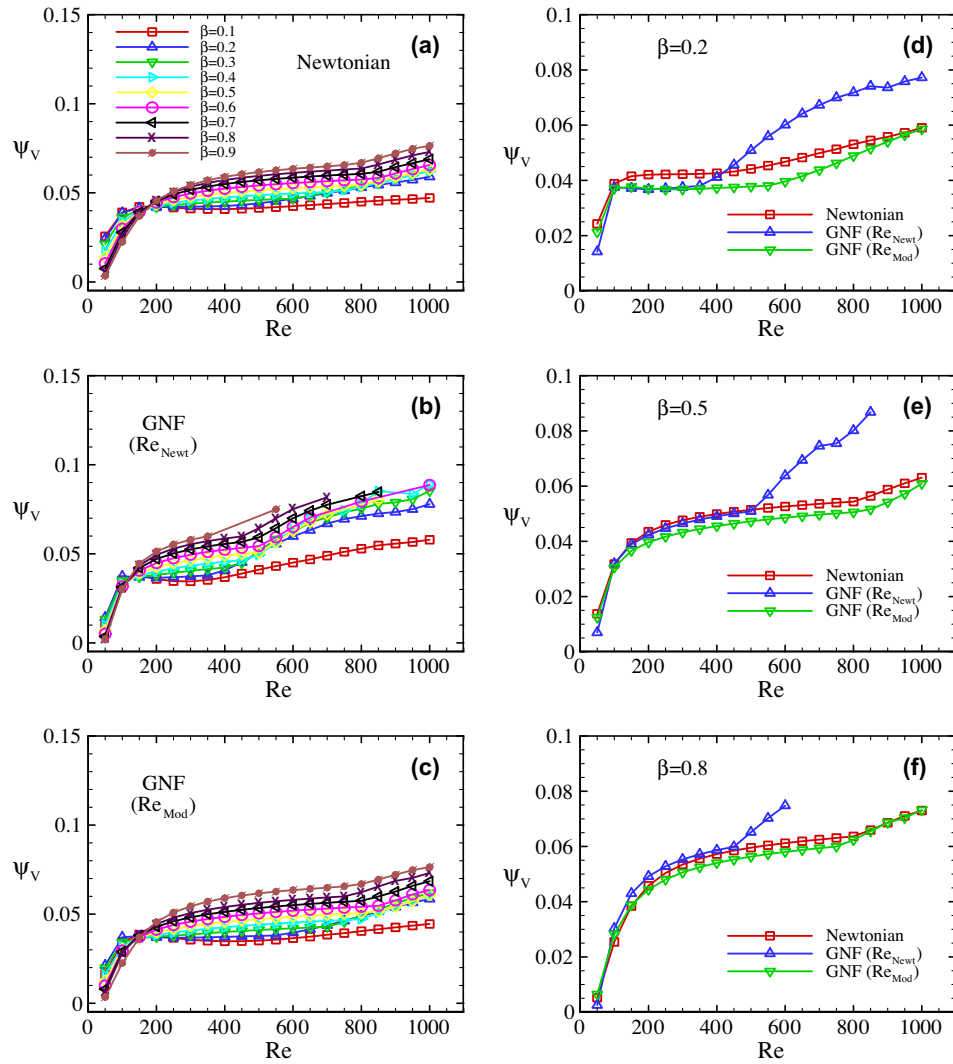 (a)
Newtonian
β=0.1
β=0.2
β=0.3
β=0.4
β=0.5
β=0.6
β=0.7
β=0.8
β=0.9
0.15
0.1
0.05
0
ψV
0 200 400 600 800 1000
Re
(d)
β=0.2
0.1
0.08
0.06
0.04
0.02
0
ψV
Newtonian
GNF (ReNewt)
GNF (ReMod)
0 200 400 600 800 1000
Re
(b)
GNF
(ReNewt)
0.15
0.1
0.05
0
ψV
0 200 400 600 800 1000
Re
(e)
β=0.5
0.1
0.08
0.06
0.04
0.02
0
ψV
Newtonian
GNF (ReNewt)
GNF (ReMod)
0 200 400 600 800 1000
Re
(c)
GNF
(ReMod)
0.15
0.1
0.05
0
ψV
0 200 400 600 800 1000
Re
(f)
β=0.8
0.1
0.08
0.06
0.04
0.02
0
ψV
Newtonian
GNF (ReNewt)
GNF (ReMod)
0 200 400 600 800 1000
Re